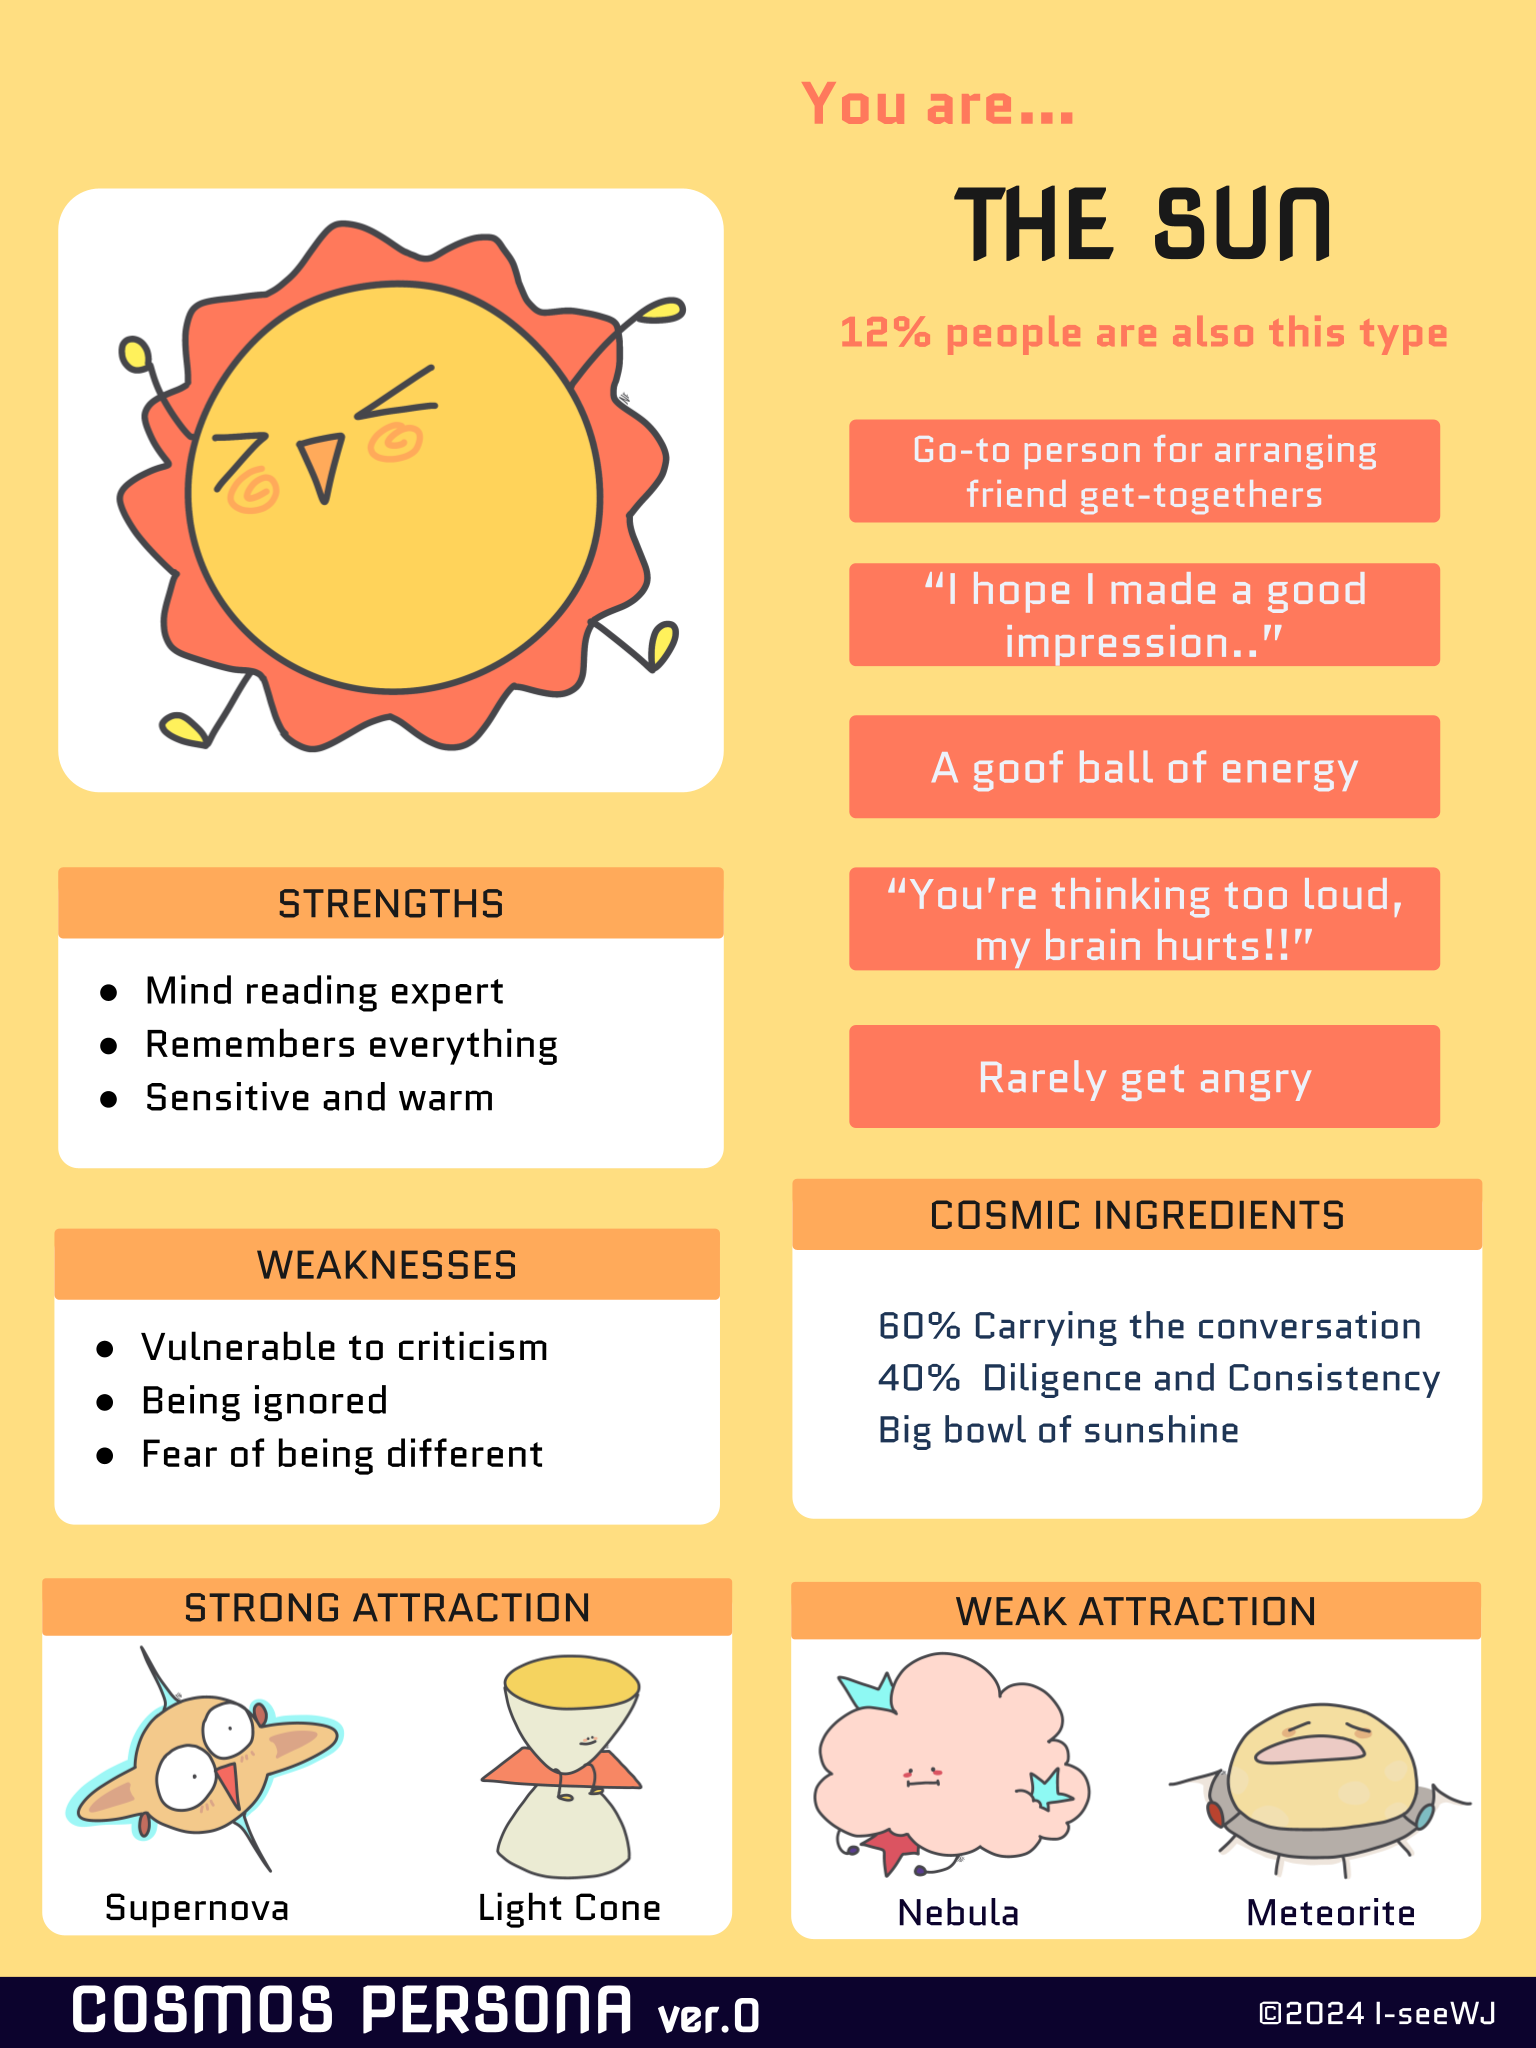 You are...
THE SUN
12% people are also this type
Go-to person for arranging
friend get-togethers
“I hope I made a good
impression..”
A goof ball of energy
“You’re thinking too loud,
my brain hurts!!”
Rarely get angry
STRENGTHS
● Mind reading expert
● Remembers everything
● Sensitive and warm
WEAKNESSES
● Vulnerable to criticism
● Being ignored
● Fear of being different
COSMIC INGREDIENTS
60% Carrying the conversation
40% Diligence and Consistency
Big bowl of sunshine
STRONG ATTRACTION
Supernova
Light Cone
WEAK ATTRACTION
Nebula
Meteorite
COSMOS PERSONA ver.0
©2024 I-seeWJ